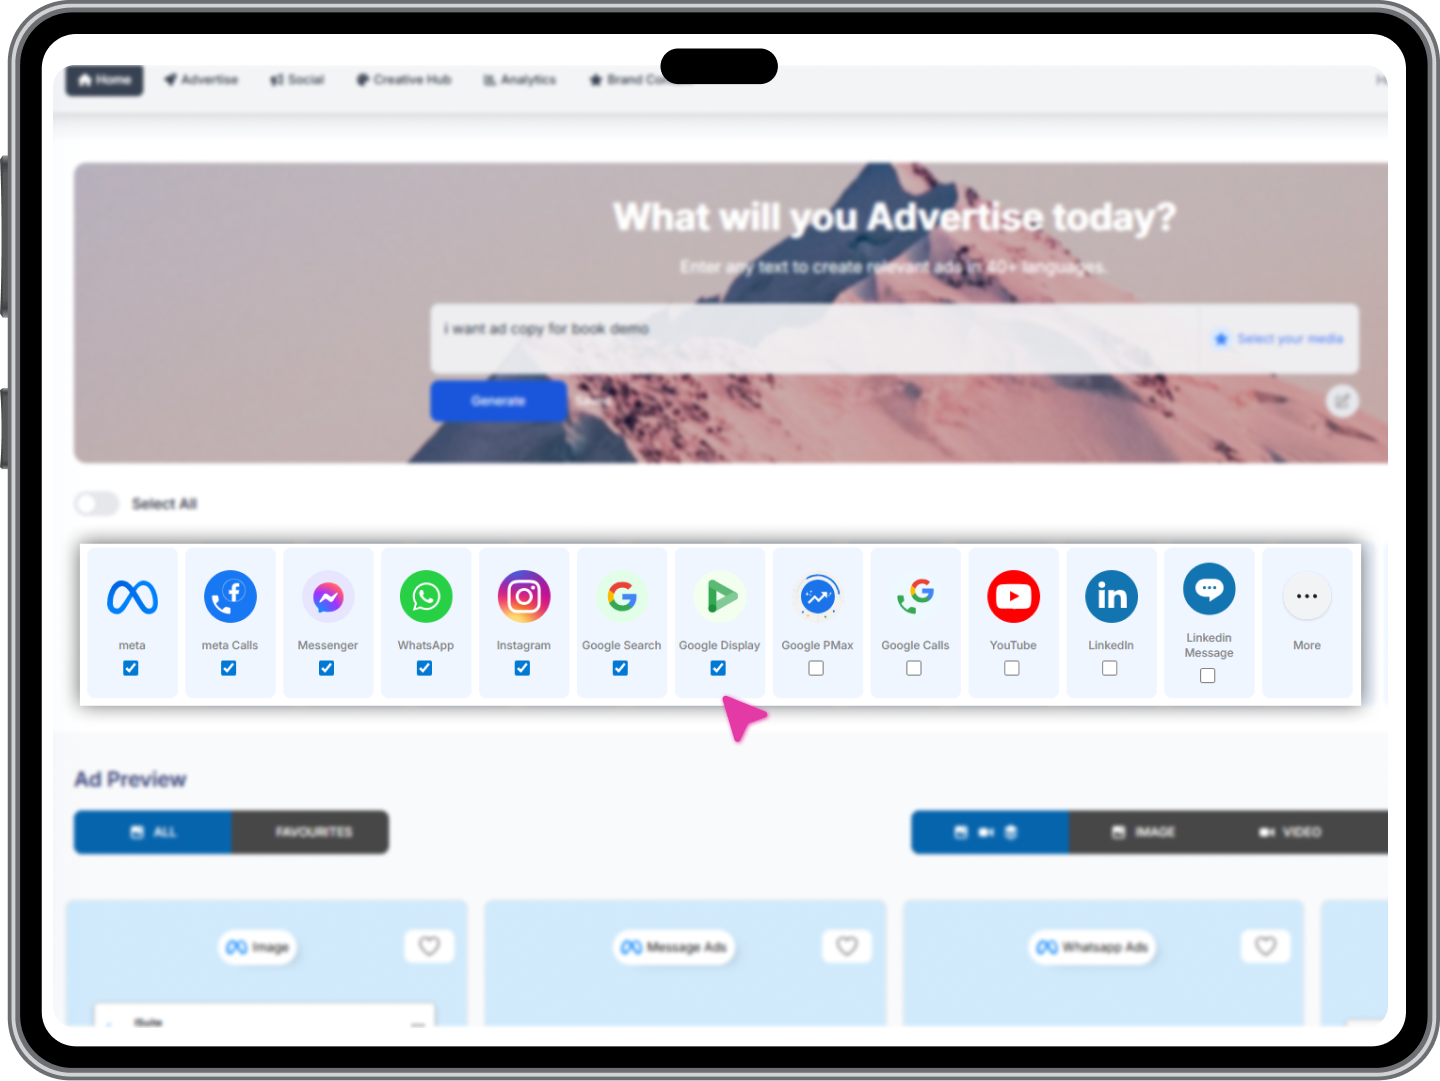 Home Advertise Social Creative Hub Analytics Brand
What will you Advertise today?
Enter any text to create relevant ads in 40+ languages.
i want ad copy for book demo
Select your media
Generate
Select All
meta
meta Calls
Messenger
WhatsApp
Instagram
Google Search
Google Display
Google PMax
Google Calls
YouTube
LinkedIn
Linkedin
Message
More
Ad Preview
ALL FAVOURITES
IMAGE VIDEO
Image
Message Ads
Whatsapp Ads